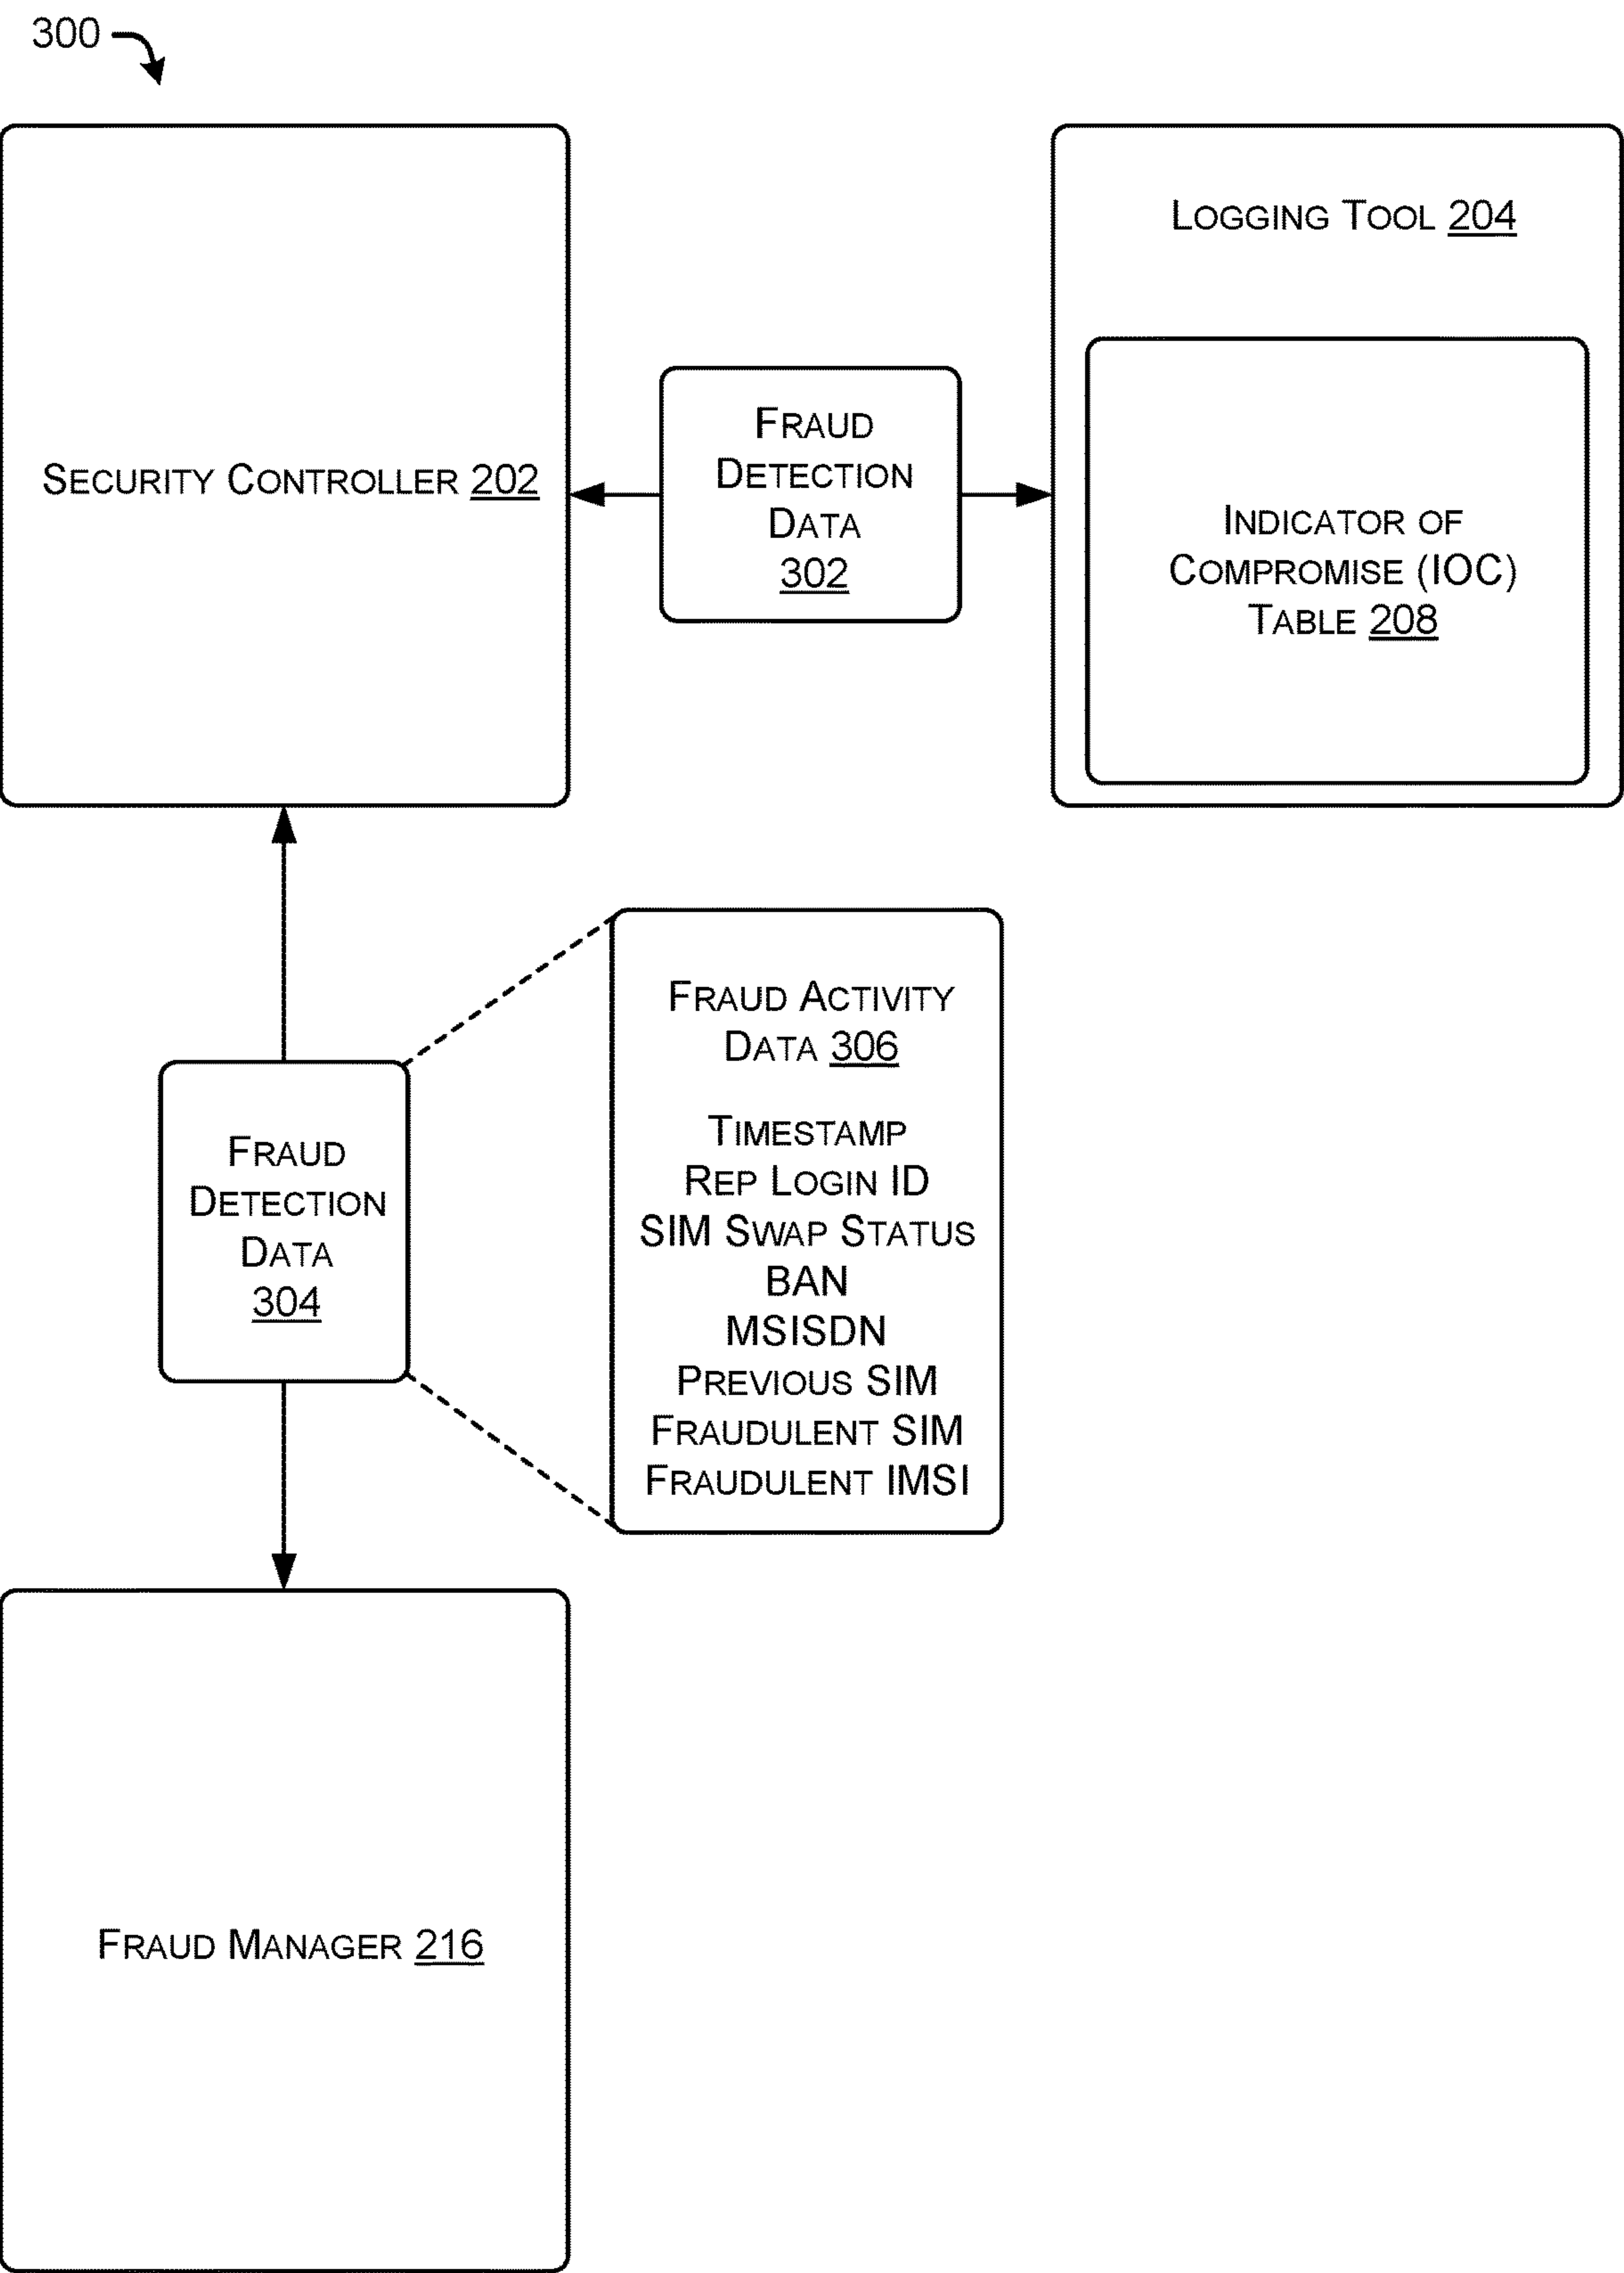 300
SECURITY CONTROLLER 202
LOGGING TOOL 204
FRAUD
DETECTION
DATA
302
INDICATOR OF
COMPROMISE (IOC)
TABLE 208
FRAUD
DETECTION
DATA
304
FRAUD ACTIVITY
DATA 306
TIMESTAMP
REP LOGIN ID
SIM SWAP STATUS
BAN
MSISDN
PREVIOUS SIM
FRAUDULENT SIM
FRAUDULENT IMSI
FRAUD MANAGER 216